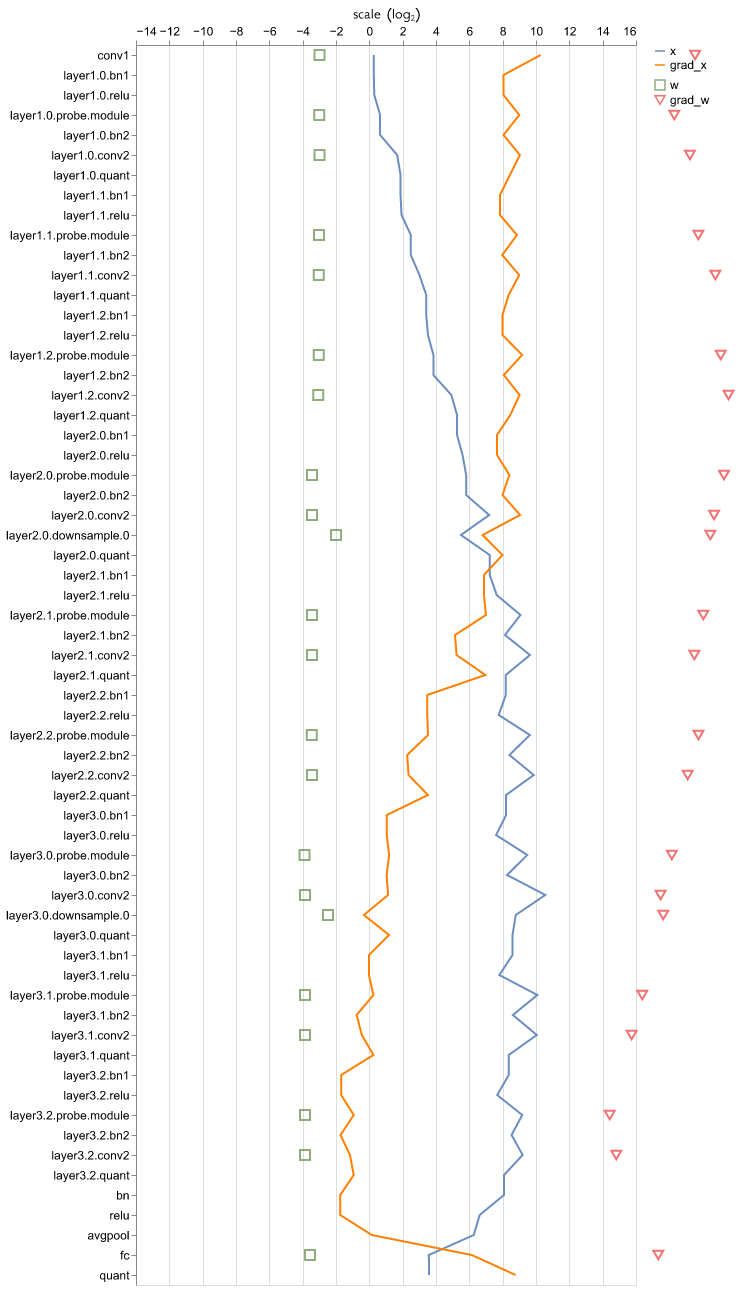 scale (log₂)
−14 −12 −10 −8 −6 −4 −2 0 2 4 6 8 10 12 14 16
x
grad_x
w
grad_w
conv1
layer1.0.bn1
layer1.0.relu
layer1.0.probe.module
layer1.0.bn2
layer1.0.conv2
layer1.0.quant
layer1.1.bn1
layer1.1.relu
layer1.1.probe.module
layer1.1.bn2
layer1.1.conv2
layer1.1.quant
layer1.2.bn1
layer1.2.relu
layer1.2.probe.module
layer1.2.bn2
layer1.2.conv2
layer1.2.quant
layer2.0.bn1
layer2.0.relu
layer2.0.probe.module
layer2.0.bn2
layer2.0.conv2
layer2.0.downsample.0
layer2.0.quant
layer2.1.bn1
layer2.1.relu
layer2.1.probe.module
layer2.1.bn2
layer2.1.conv2
layer2.1.quant
layer2.2.bn1
layer2.2.relu
layer2.2.probe.module
layer2.2.bn2
layer2.2.conv2
layer2.2.quant
layer3.0.bn1
layer3.0.relu
layer3.0.probe.module
layer3.0.bn2
layer3.0.conv2
layer3.0.downsample.0
layer3.0.quant
layer3.1.bn1
layer3.1.relu
layer3.1.probe.module
layer3.1.bn2
layer3.1.conv2
layer3.1.quant
layer3.2.bn1
layer3.2.relu
layer3.2.probe.module
layer3.2.bn2
layer3.2.conv2
layer3.2.quant
bn
relu
avgpool
fc
quant